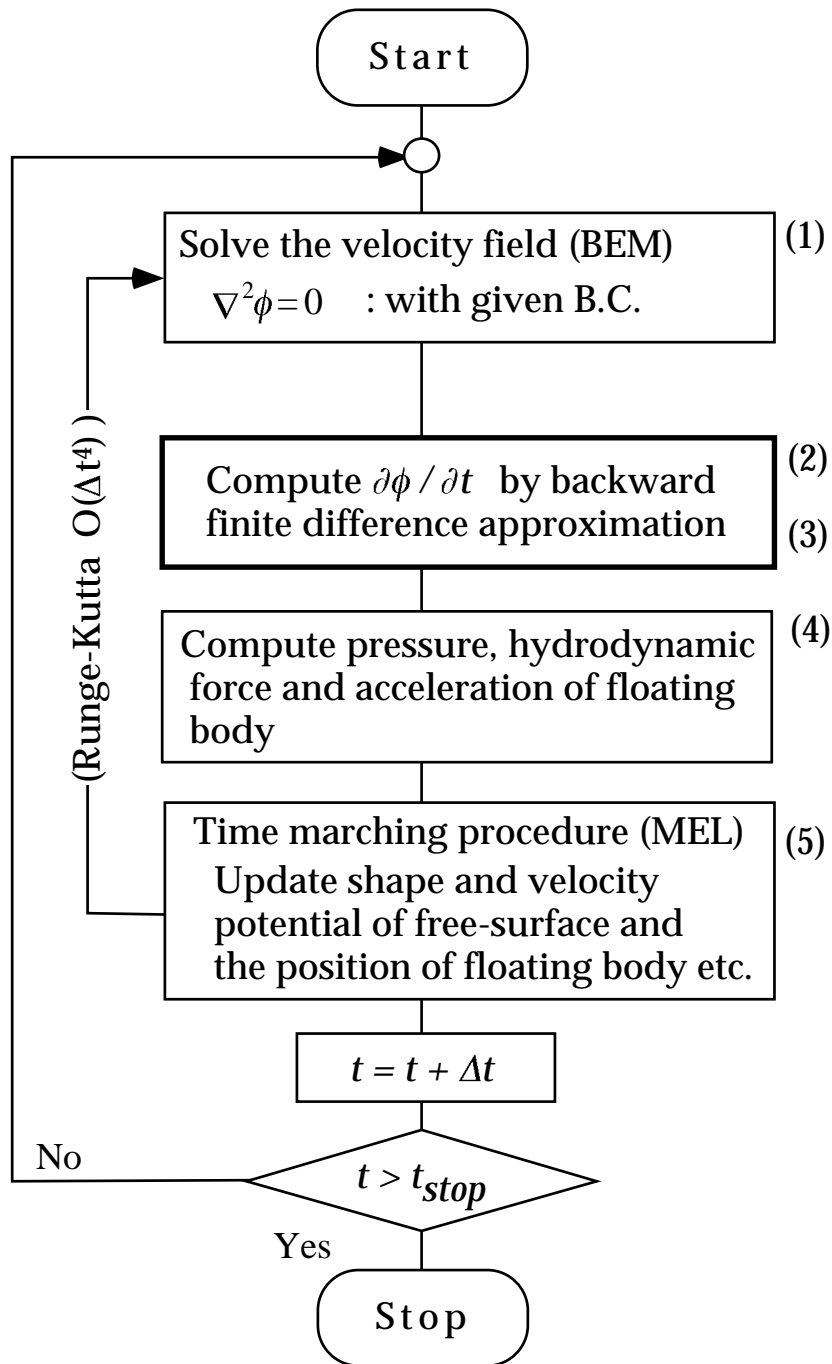 Start
Solve the velocity field (BEM)
(1)
∇²ϕ=0 : with given B.C.
(Runge-Kutta O(Δt⁴))
Compute ∂ϕ / ∂t by backward
(2)
finite difference approximation
(3)
Compute pressure, hydrodynamic
(4)
force and acceleration of floating
body
Time marching procedure (MEL)
(5)
Update shape and velocity
potential of free-surface and
the position of floating body etc.
t = t + Δt
No
t > tstop
Yes
Stop